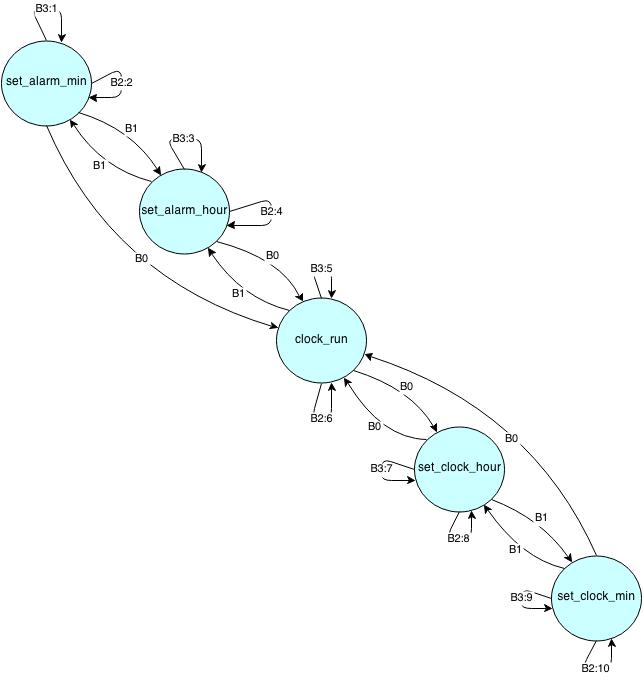 B3:1
set_alarm_min
B2:2
B1
B3:3
B1
set_alarm_hour
B2:4
B0
B0
B3:5
B1
clock_run
B0
B2:6
B0
B0
B3:7
set_clock_hour
B1
B2:8
B1
B3:9
set_clock_min
B2:10